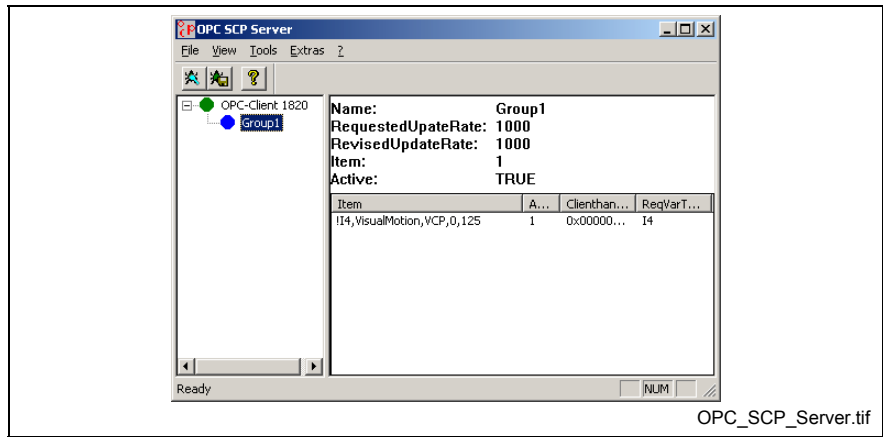 OPC SCP Server
File View Tools Extras ?
OPC-Client 1820
Group1
Name: Group1
RequestedUpateRate: 1000
RevisedUpdateRate: 1000
Item: 1
Active: TRUE
Item A... Clienthan... ReqVarT...
!I4,VisualMotion,VCP,0,125 1 0x00000... I4
Ready NUM
OPC_SCP_Server.tif